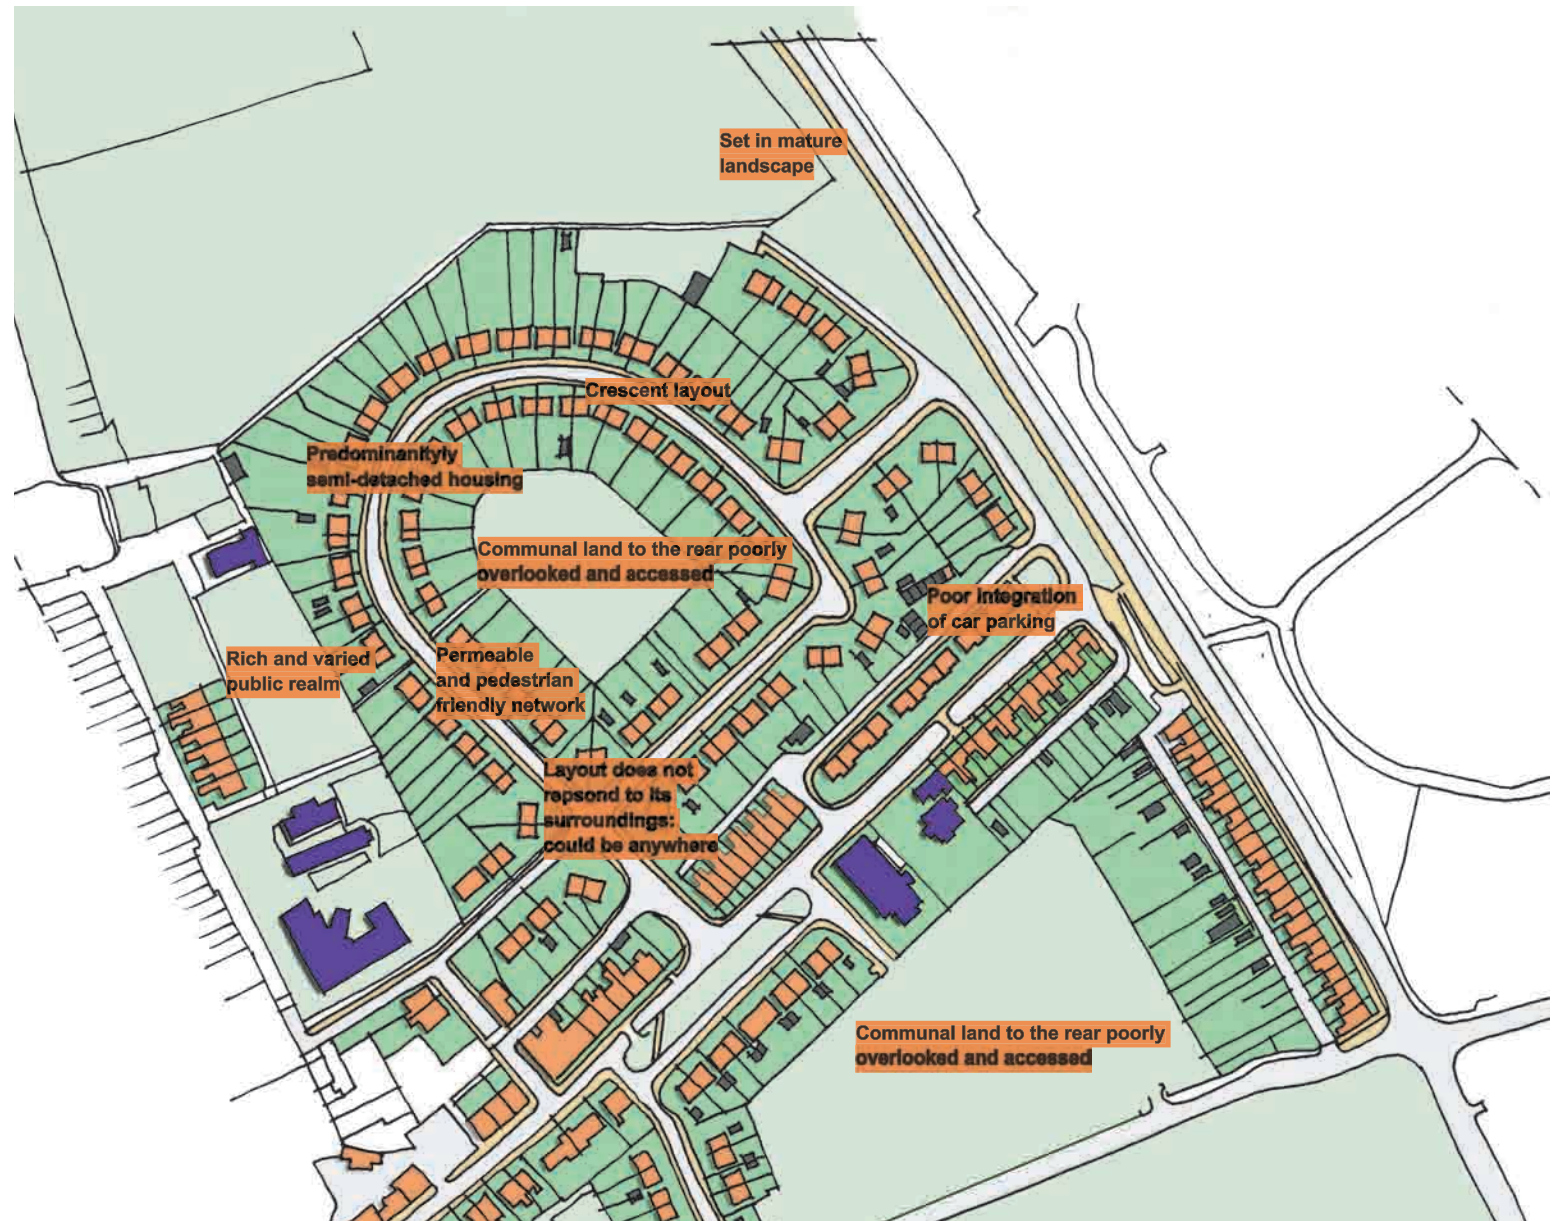 Set in mature
landscape
Crescent layout
Predominanityly
semi-detached housing
Communal land to the rear poorly
overlooked and accessed
Poor integration
of car parking
Rich and varied
public realm
Permeable
and pedestrian
friendly network
Layout does not
repsond to its
surroundings:
could be anywhere
Communal land to the rear poorly
overlooked and accessed